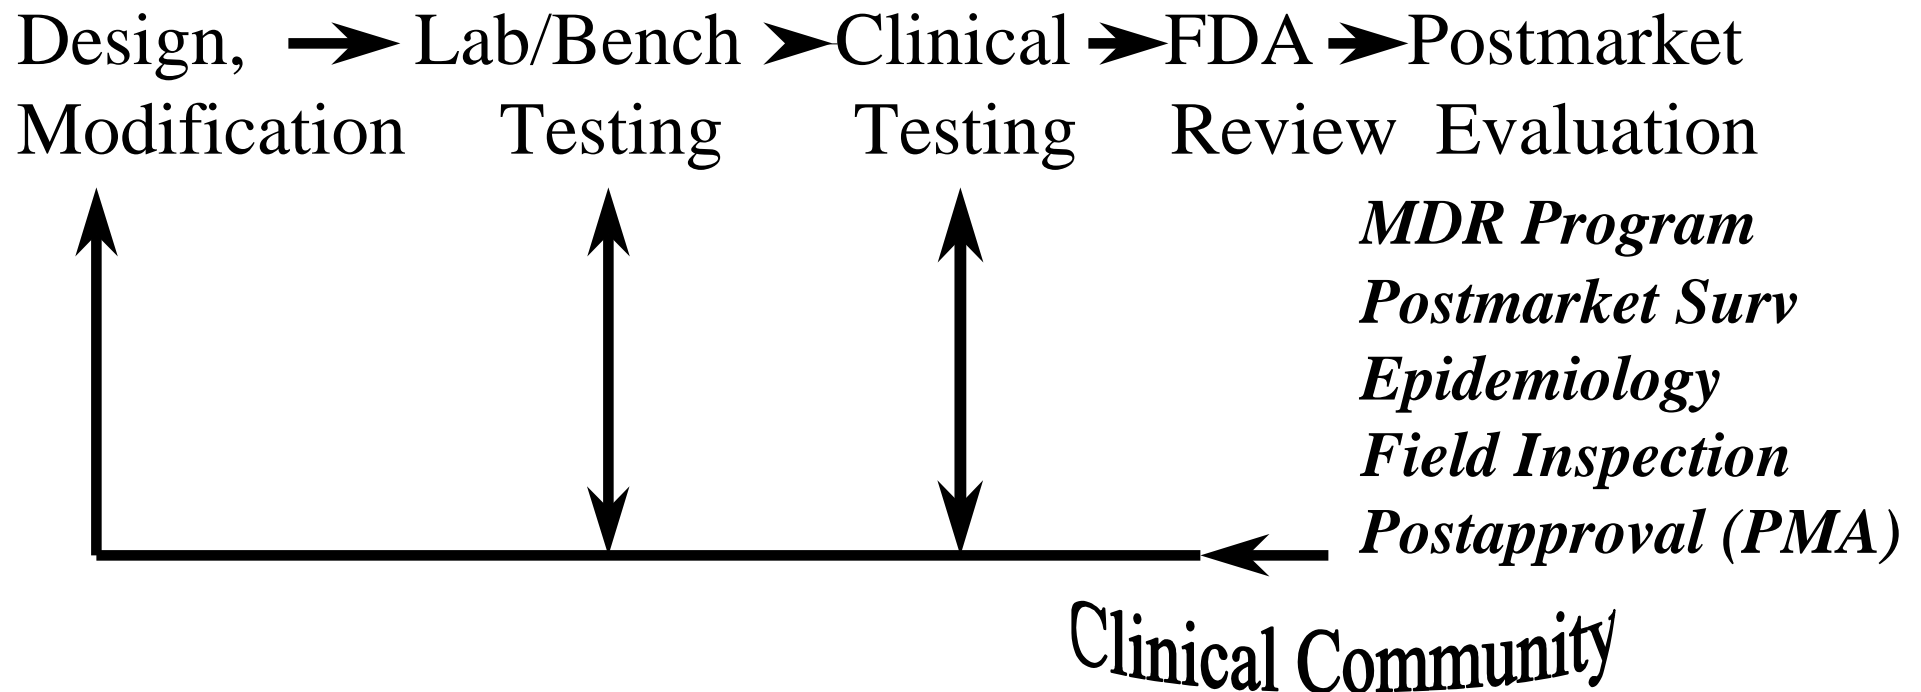 Design, Lab/Bench Clinical FDA Postmarket
Modification Testing Testing Review Evaluation
MDR Program
Postmarket Surv
Epidemiology
Field Inspection
Postapproval (PMA)
Clinical Community